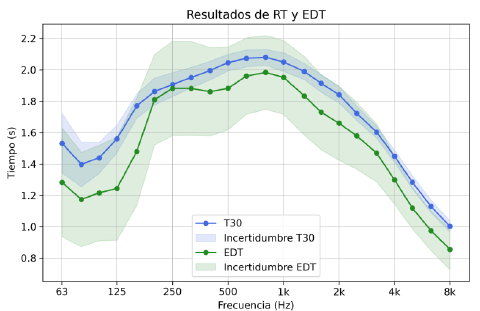 Resultados de RT y EDT
Tiempo (s)
2.2
2.0
1.8
1.6
1.4
1.2
1.0
0.8
T30
Incertidumbre T30
EDT
Incertidumbre EDT
63
125
250
500
1k
2k
4k
8k
Frecuencia (Hz)